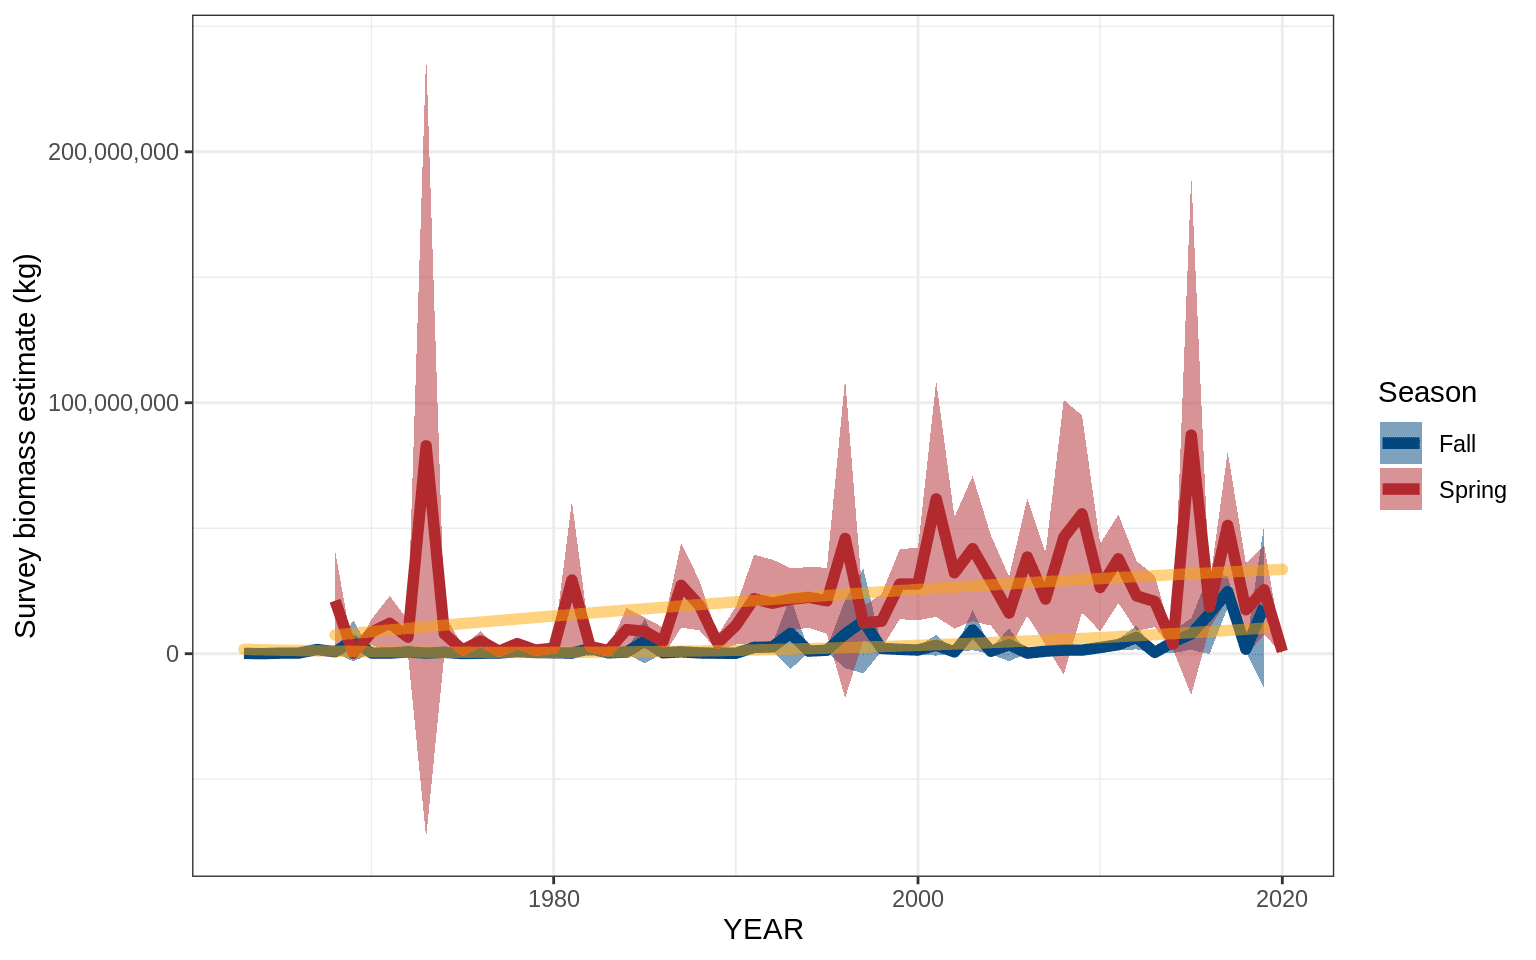 Survey biomass estimate (kg)
200,000,000
100,000,000
0
1980
2000
2020
YEAR
Season
Fall
Spring